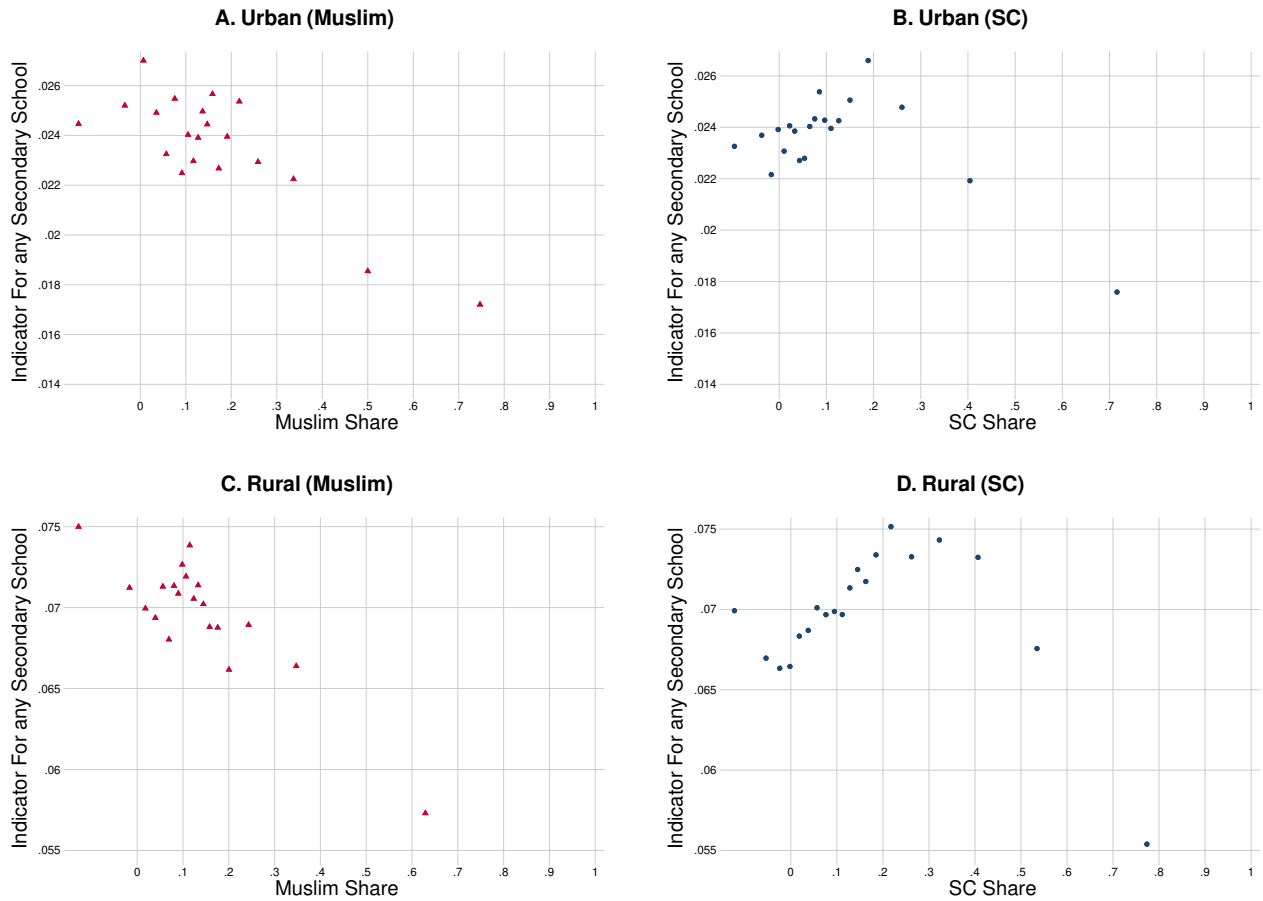 A. Urban (Muslim)
Indicator For any Secondary School
.026
.024
.022
.02
.018
.016
.014
0 .1 .2 .3 .4 .5 .6 .7 .8 .9 1
Muslim Share
B. Urban (SC)
Indicator For any Secondary School
.026
.024
.022
.02
.018
.016
.014
0 .1 .2 .3 .4 .5 .6 .7 .8 .9 1
SC Share
C. Rural (Muslim)
Indicator For any Secondary School
.075
.07
.065
.06
.055
0 .1 .2 .3 .4 .5 .6 .7 .8 .9 1
Muslim Share
D. Rural (SC)
Indicator For any Secondary School
.075
.07
.065
.06
.055
0 .1 .2 .3 .4 .5 .6 .7 .8 .9 1
SC Share